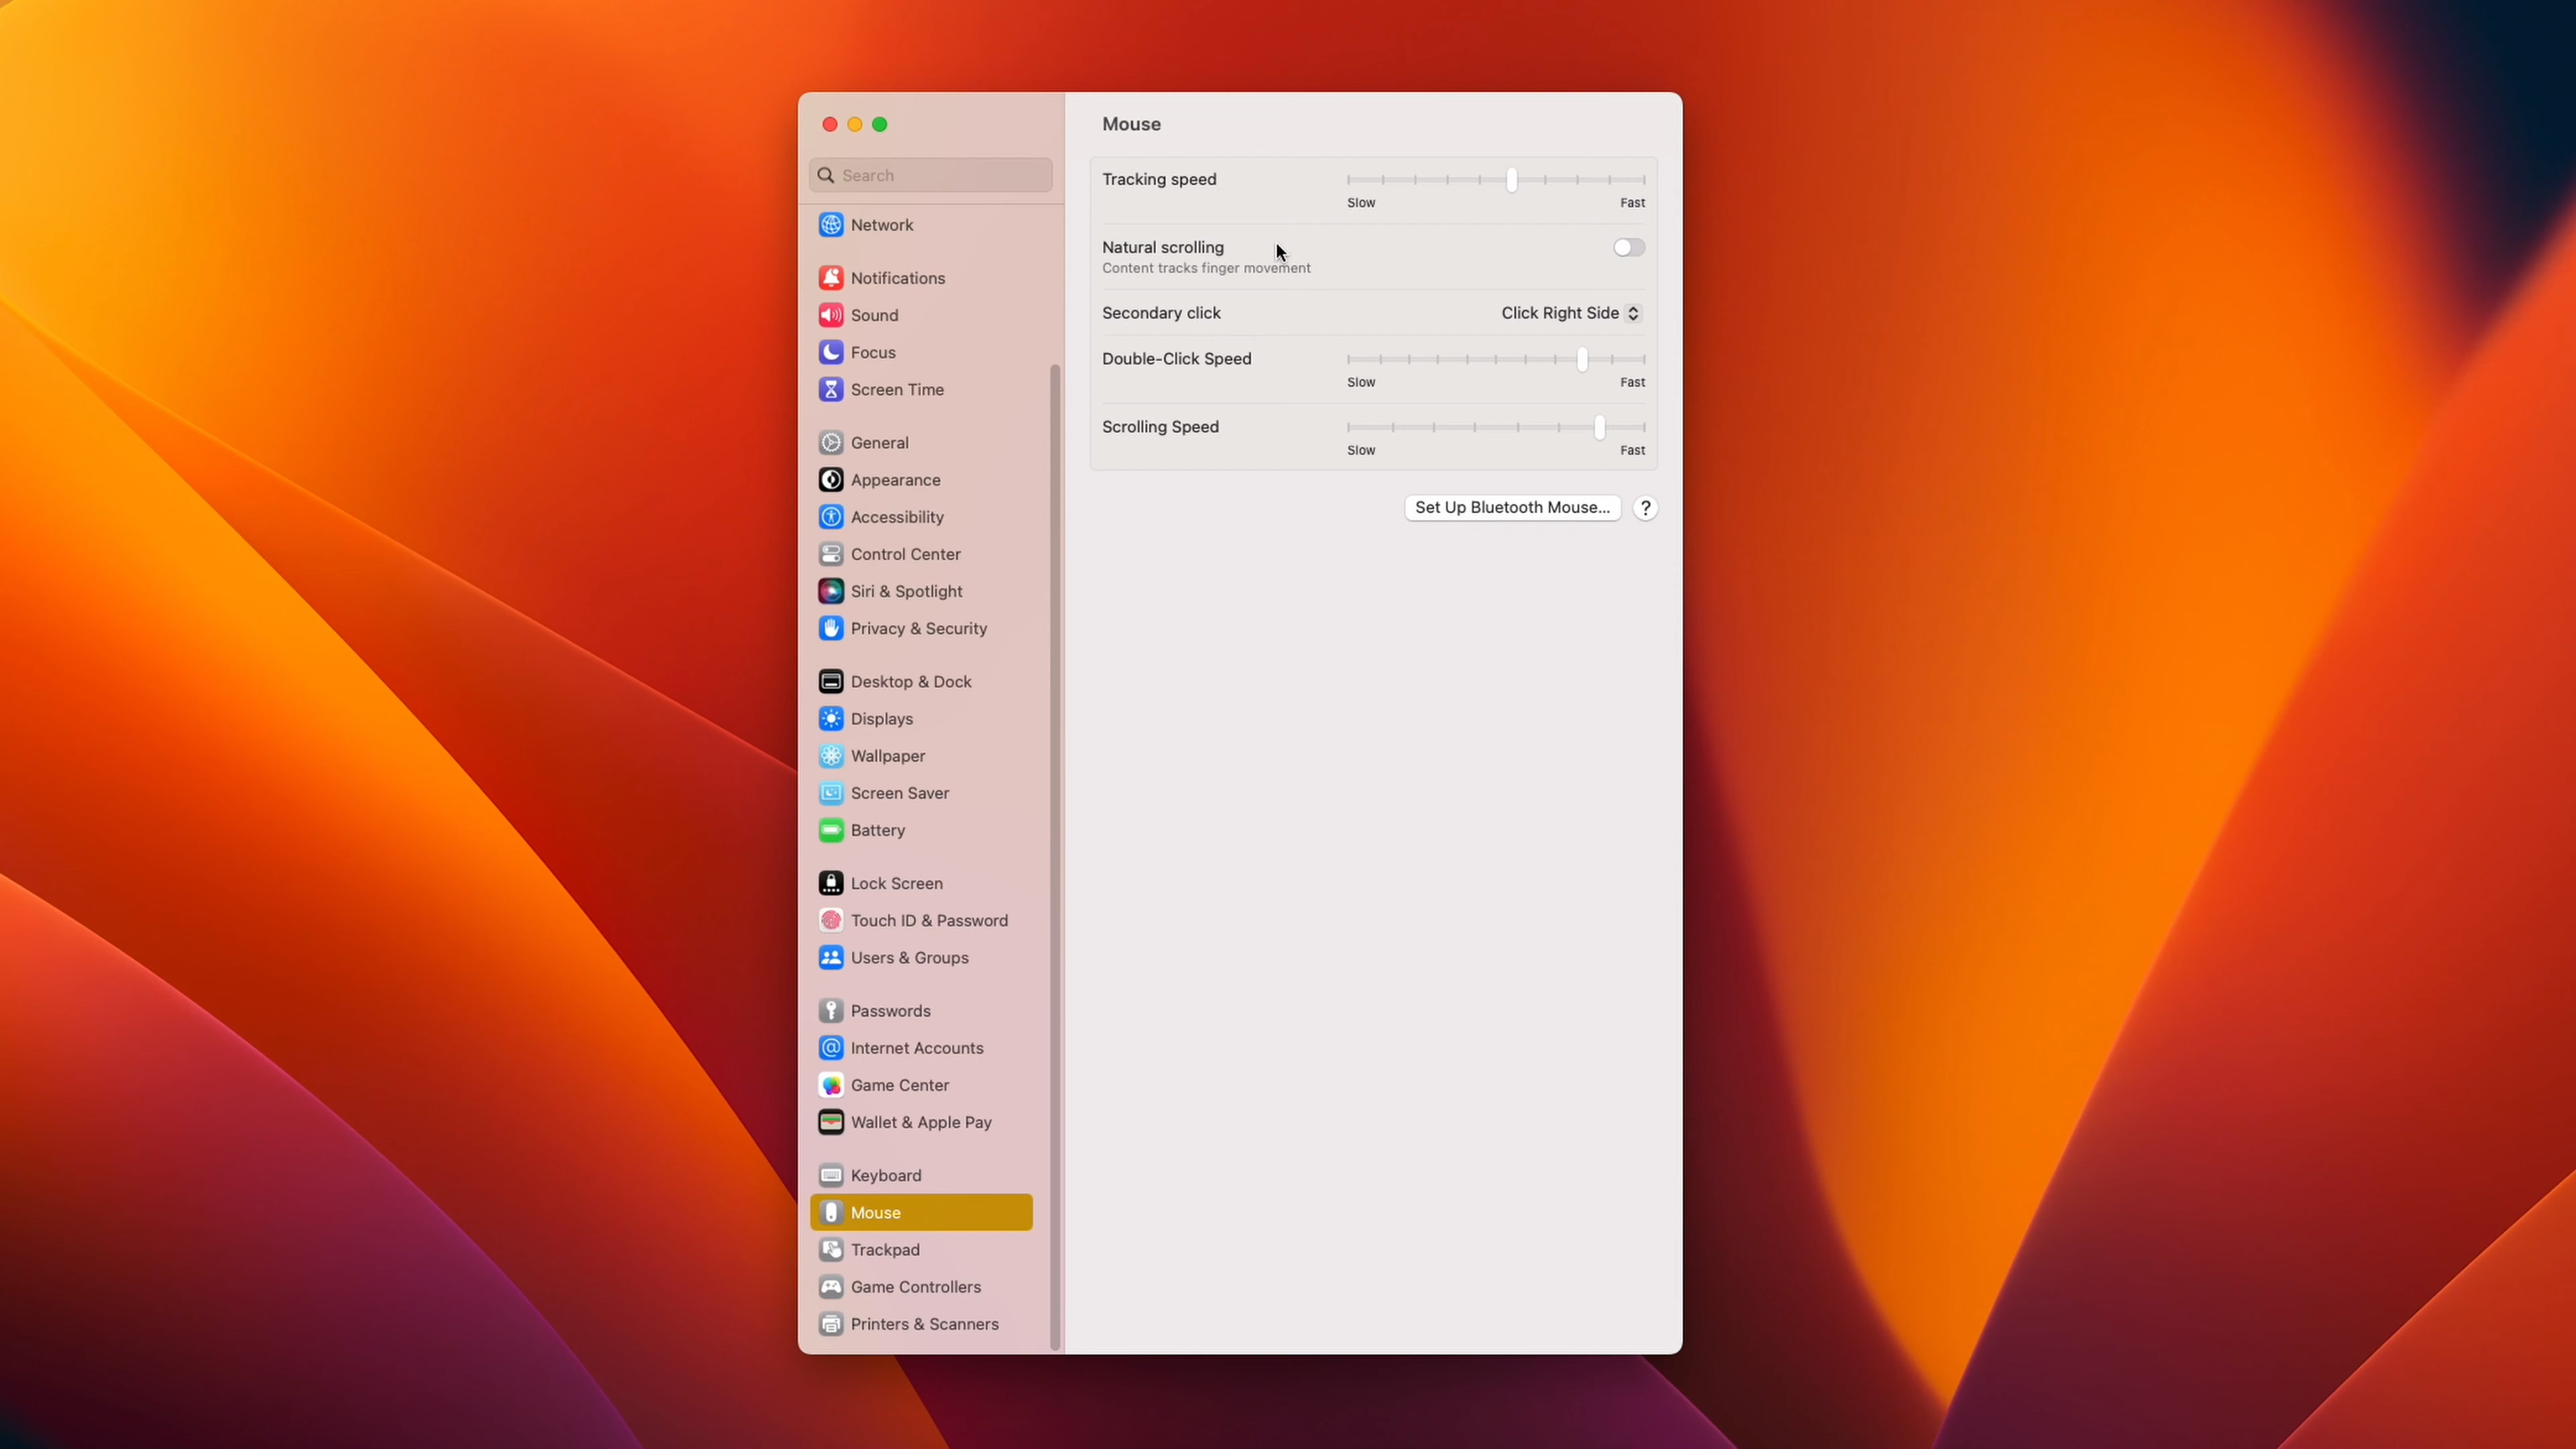 Search
Network
Notifications
Sound
Focus
Screen Time
General
Appearance
Accessibility
Control Center
Siri & Spotlight
Privacy & Security
Desktop & Dock
Displays
Wallpaper
Screen Saver
Battery
Lock Screen
Touch ID & Password
Users & Groups
Passwords
Internet Accounts
Game Center
Wallet & Apple Pay
Keyboard
Mouse
Trackpad
Game Controllers
Printers & Scanners
Mouse
Tracking speed
Slow Fast
Natural scrolling
Content tracks finger movement
Secondary click Click Right Side
Double-Click Speed
Slow Fast
Scrolling Speed
Slow Fast
Set Up Bluetooth Mouse... ?